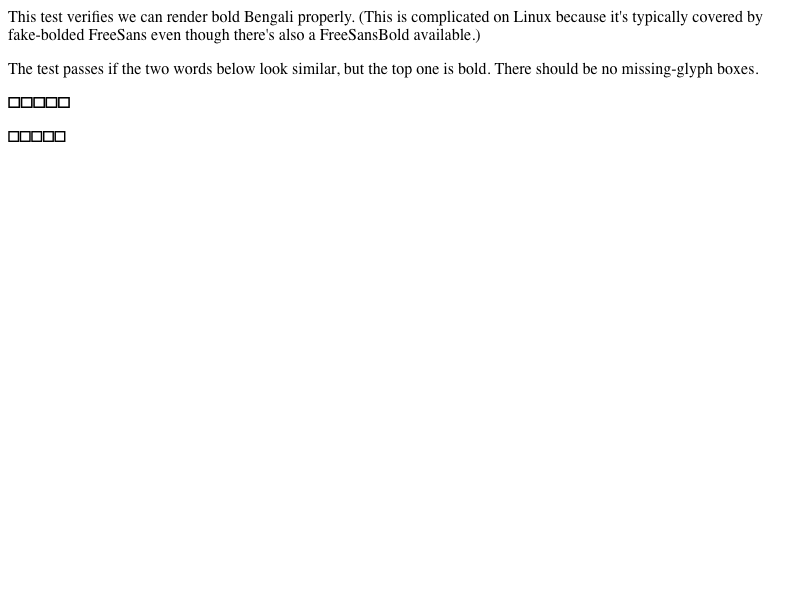 This test verifies we can render bold Bengali properly. (This is complicated on Linux because it's typically covered by
fake-bolded FreeSans even though there's also a FreeSansBold available.)
The test passes if the two words below look similar, but the top one is bold. There should be no missing-glyph boxes.